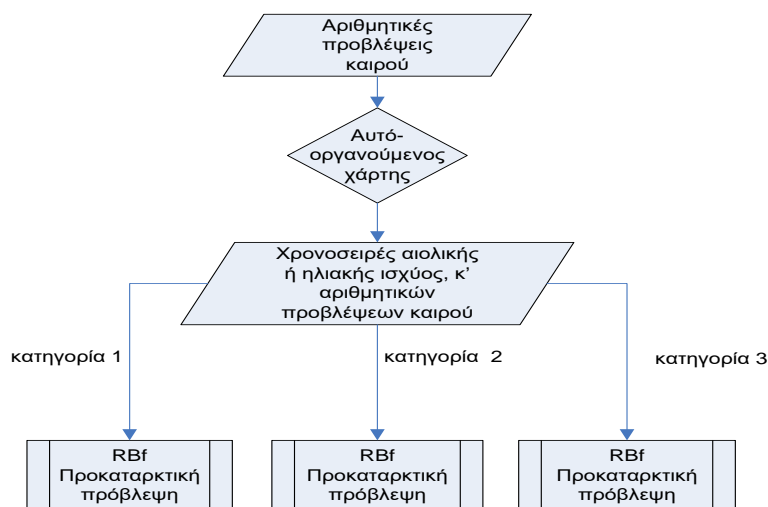 Αριθμητικές
προβλέψεις
καιρού
Αυτό-
οργανούμενος
χάρτης
Χρονοσειρές αιολικής
ή ηλιακής ισχύος, κ'
αριθμητικών
προβλέψεων καιρού
κατηγορία 1
κατηγορία 2
κατηγορία 3
RBf
Προκαταρκτική
πρόβλεψη
RBf
Προκαταρκτική
πρόβλεψη
RBf
Προκαταρκτική
πρόβλεψη